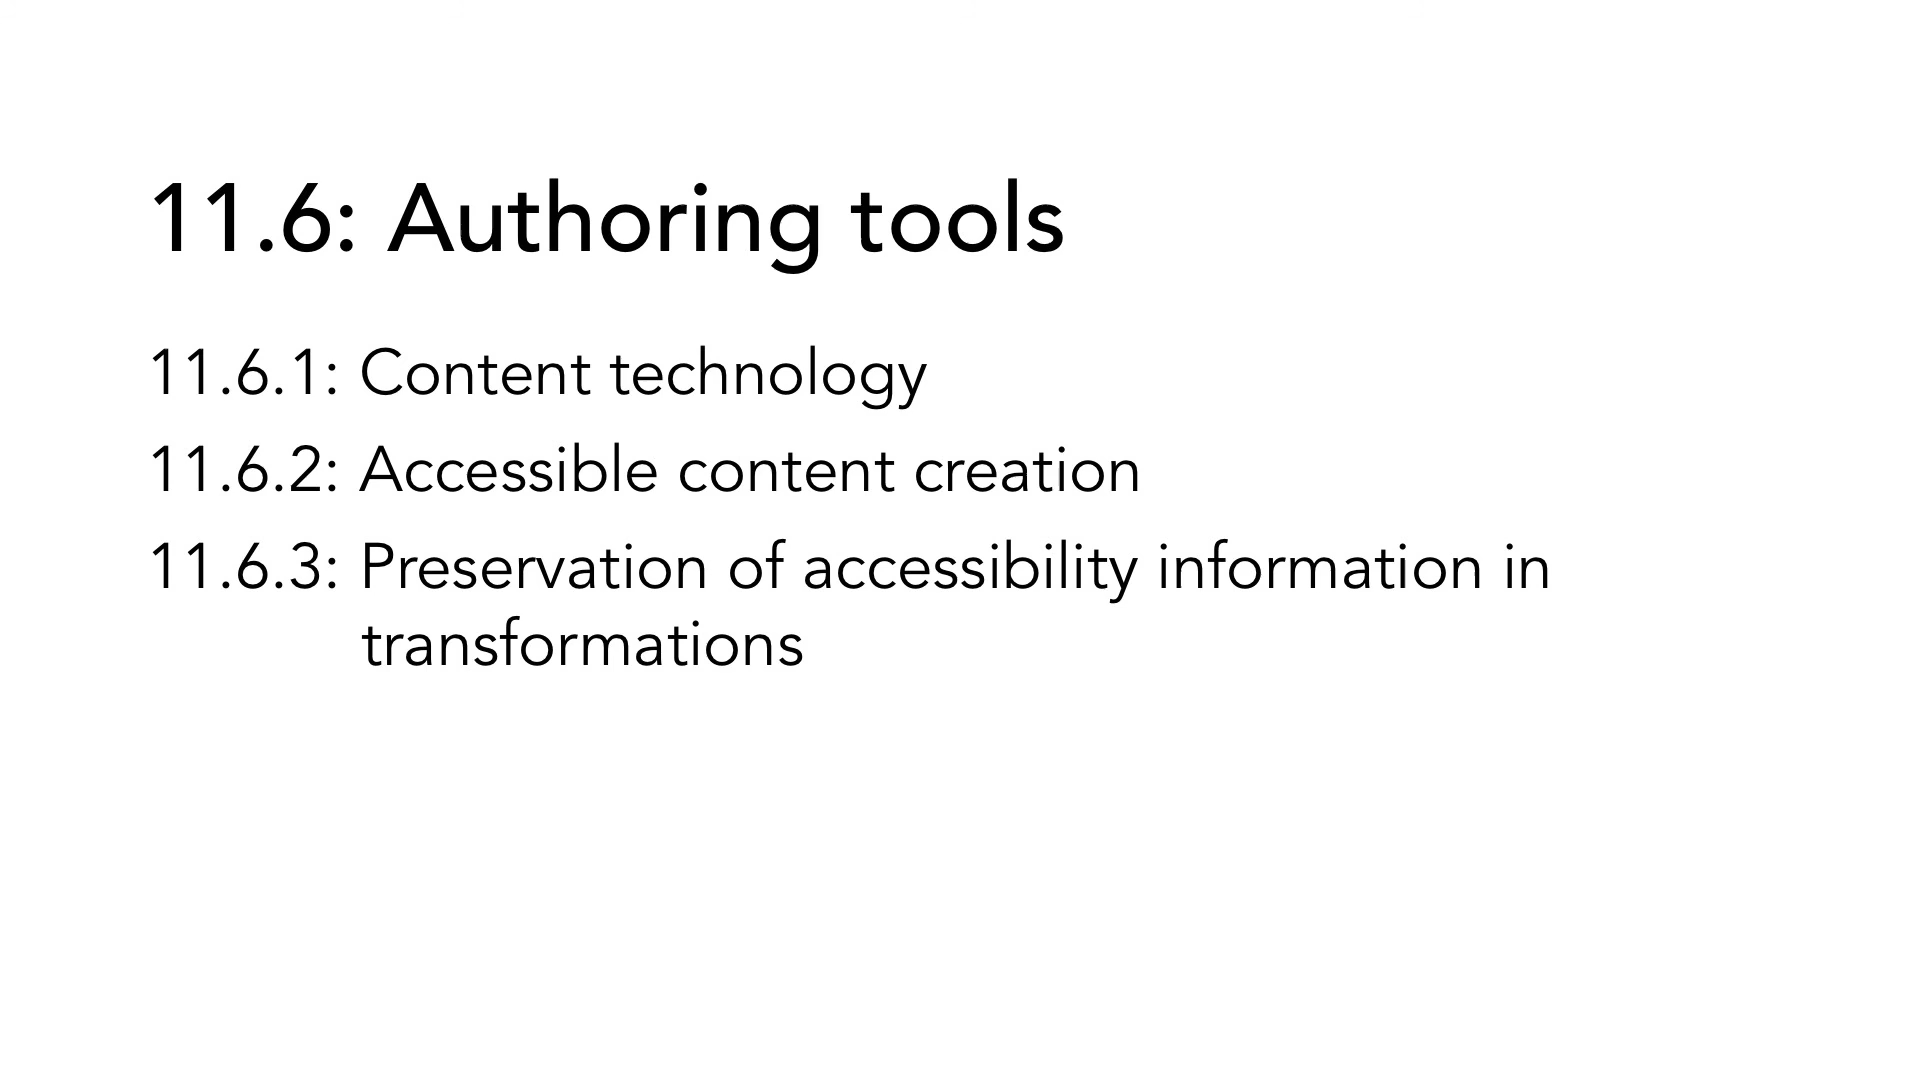 11.6: Authoring tools
11.6.1: Content technology
11.6.2: Accessible content creation
11.6.3: Preservation of accessibility information in
transformations